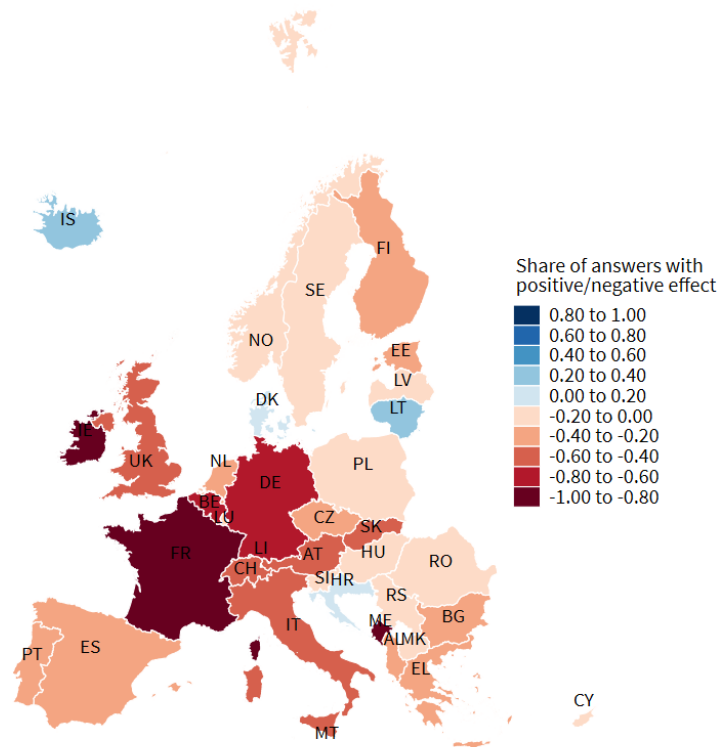 IS
FI
SE
NO
EE
LV
DK
LT
IE
UK
NL
PL
BE
DE
LU
CZ
SK
FR
LI
AT
HU
CH
RO
SI
HR
RS
IT
ME
BG
AL
MK
PT
ES
EL
CY
MT
Share of answers with
positive/negative effect
0.80 to 1.00
0.60 to 0.80
0.40 to 0.60
0.20 to 0.40
0.00 to 0.20
-0.20 to 0.00
-0.40 to -0.20
-0.60 to -0.40
-0.80 to -0.60
-1.00 to -0.80